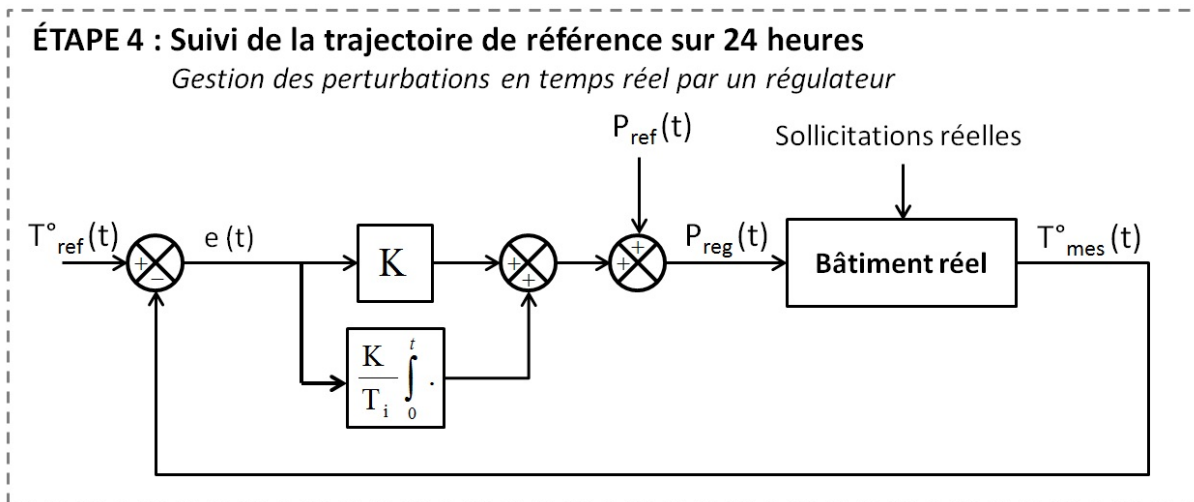 ÉTAPE 4 : Suivi de la trajectoire de référence sur 24 heures
Gestion des perturbations en temps réel par un régulateur
P_ref (t)
Sollicitations réelles
T°_ref (t)
e (t)
K
P_reg (t)
Bâtiment réel
T°_mes (t)
+
−
+
+
+
+
K
T_i
∫
t
0
.